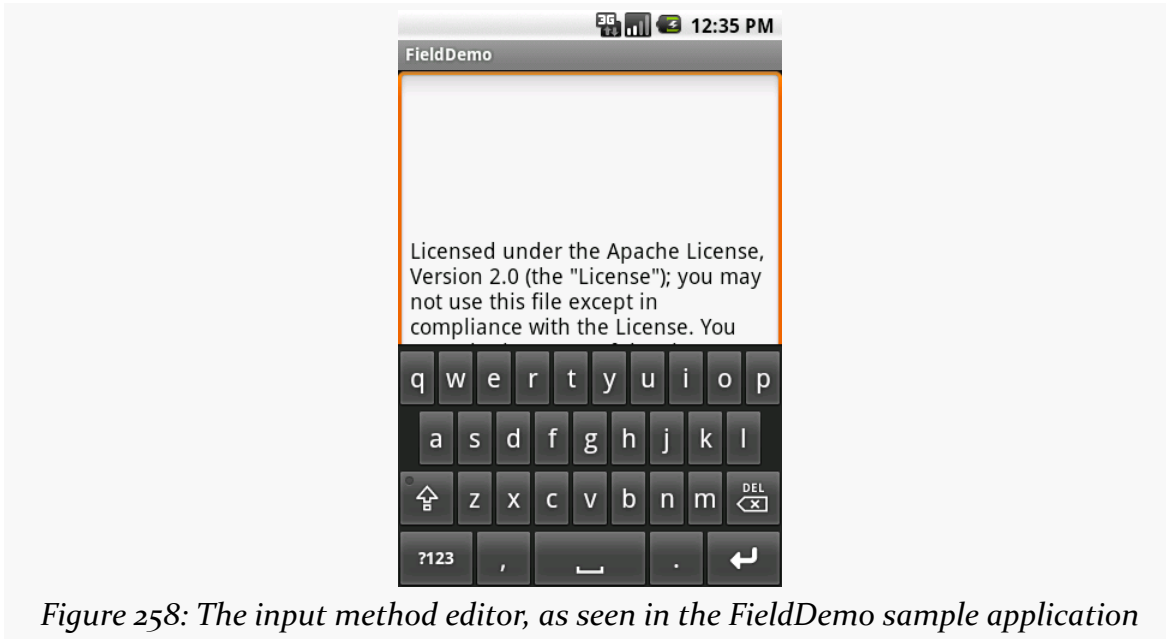 3G 12:35 PM
FieldDemo
Licensed under the Apache License,
Version 2.0 (the "License"); you may
not use this file except in
compliance with the License. You
q w e r t y u i o p
a s d f g h j k l
z x c v b n m DEL
?123 , .
Figure 258: The input method editor, as seen in the FieldDemo sample application